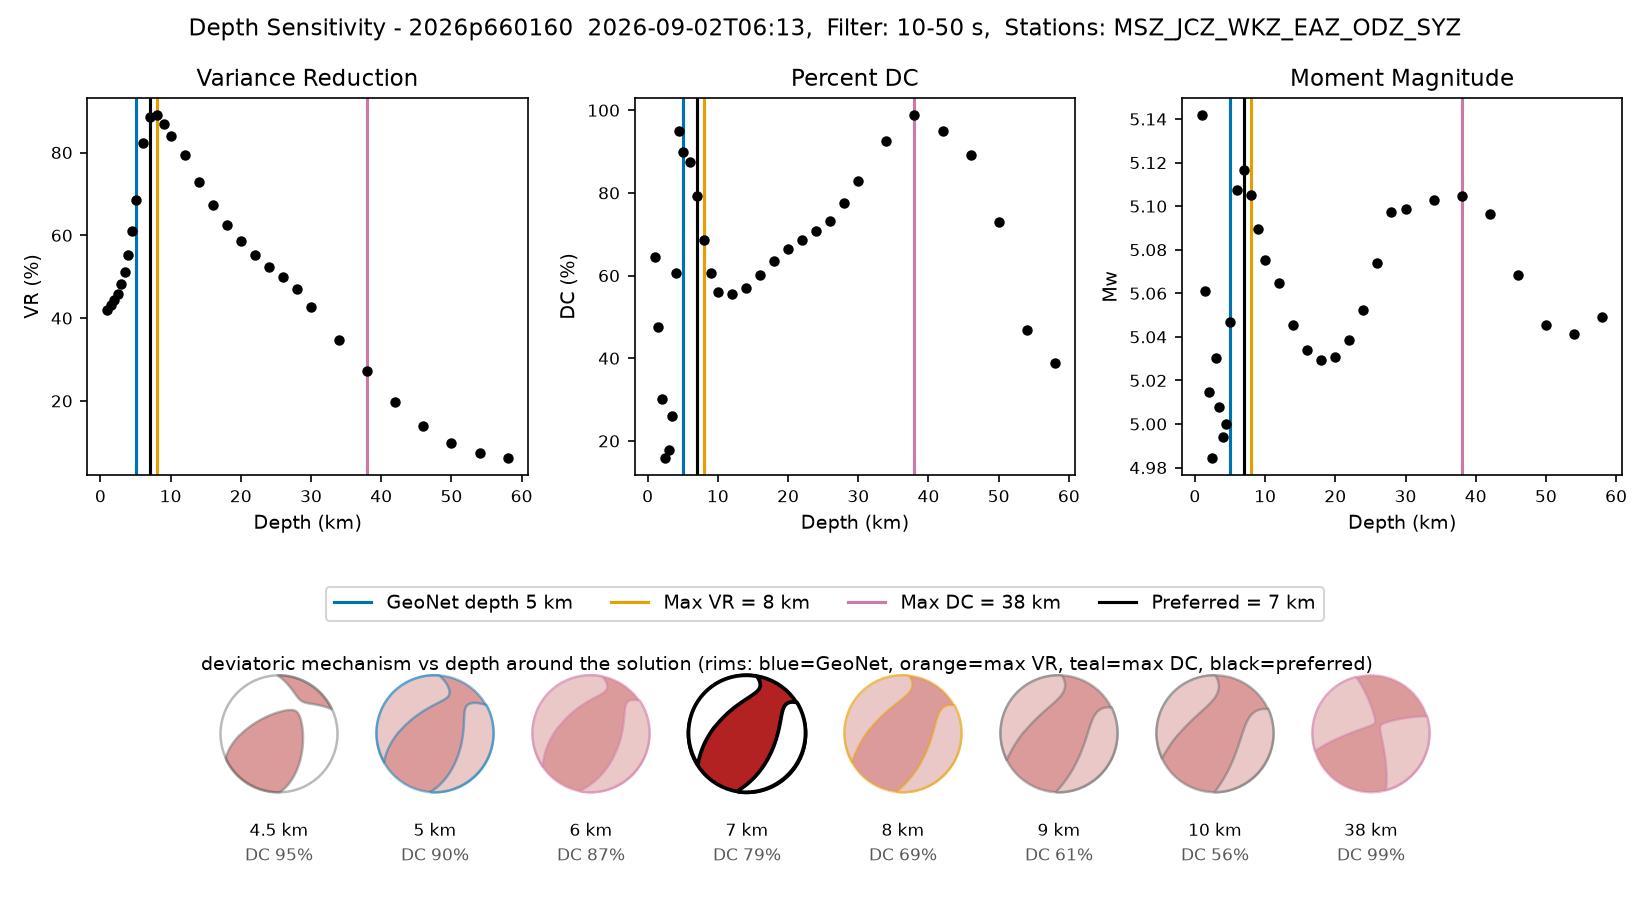 Depth Sensitivity - 2026p660160  2026-09-02T06:13,  Filter: 10-50 s,  Stations: MSZ_JCZ_WKZ_EAZ_ODZ_SYZ
Variance Reduction
Percent DC
Moment Magnitude
VR (%)
80
60
40
20
0 10 20 30 40 50 60
Depth (km)
DC (%)
100
80
60
40
20
0 10 20 30 40 50 60
Depth (km)
Mw
5.14
5.12
5.10
5.08
5.06
5.04
5.02
5.00
4.98
0 10 20 30 40 50 60
Depth (km)
GeoNet depth 5 km
Max VR = 8 km
Max DC = 38 km
Preferred = 7 km
deviatoric mechanism vs depth around the solution (rims: blue=GeoNet, orange=max VR, teal=max DC, black=preferred)
4.5 km 5 km 6 km 7 km 8 km 9 km 10 km 38 km
DC 95% DC 90% DC 87% DC 79% DC 69% DC 61% DC 56% DC 99%